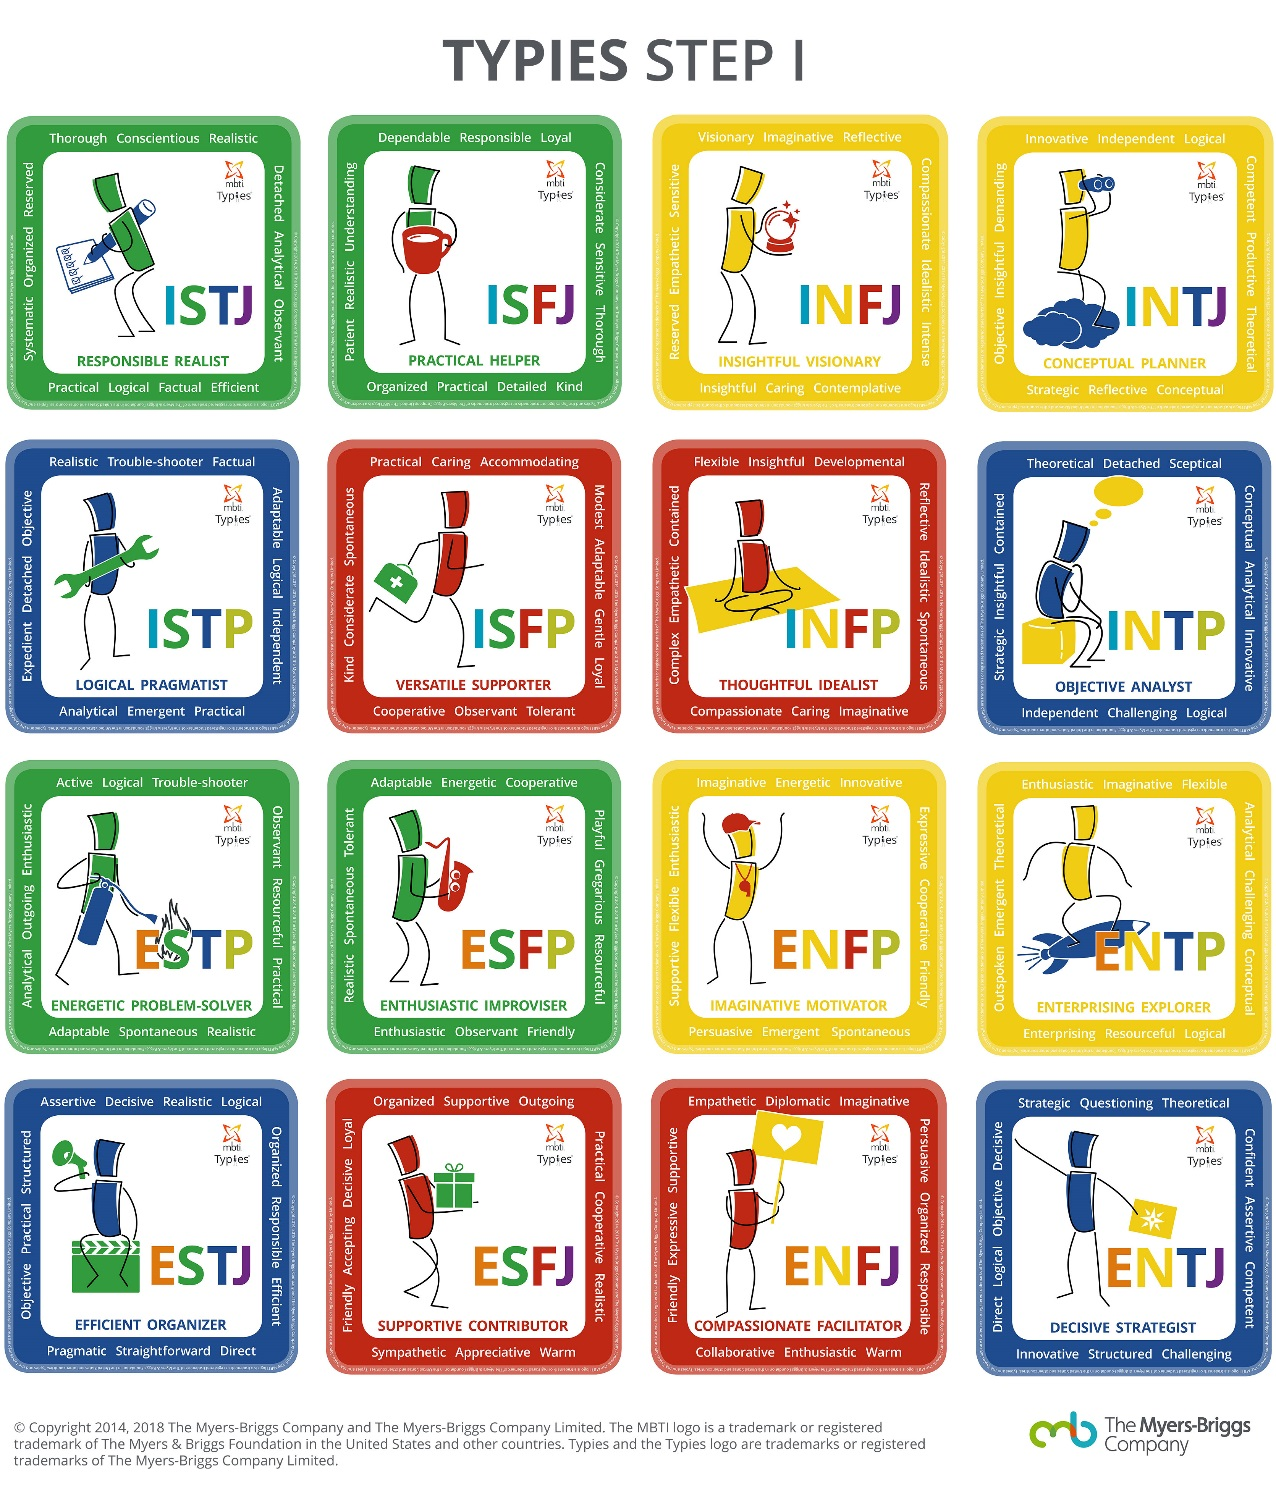 TYPIES STEP I
Thorough Conscientious Realistic
Systematic Organized Reserved
Detached Analytical Observant
mbti
Typies
ISTJ
RESPONSIBLE REALIST
Practical Logical Factual Efficient
Dependable Responsible Loyal
Patient Realistic Understanding
Considerate Sensitive Thorough
mbti
Typies
ISFJ
PRACTICAL HELPER
Organized Practical Detailed Kind
Visionary Imaginative Reflective
Reserved Empathetic Sensitive
Compassionate Idealistic Intense
mbti
Typies
INFJ
INSIGHTFUL VISIONARY
Insightful Caring Contemplative
Innovative Independent Logical
Objective Insightful Demanding
Competent Productive Theoretical
mbti
Typies
INTJ
CONCEPTUAL PLANNER
Strategic Reflective Conceptual
Realistic Trouble-shooter Factual
Expedient Detached Objective
Adaptable Logical Independent
mbti
Typies
ISTP
LOGICAL PRAGMATIST
Analytical Emergent Practical
Practical Caring Accommodating
Kind Considerate Spontaneous
Modest Adaptable Gentle Loyal
mbti
Typies
ISFP
VERSATILE SUPPORTER
Cooperative Observant Tolerant
Flexible Insightful Developmental
Complex Empathetic Contained
Reflective Idealistic Spontaneous
mbti
Typies
INFP
THOUGHTFUL IDEALIST
Compassionate Caring Imaginative
Theoretical Detached Sceptical
Strategic Insightful Contained
Conceptual Analytical Innovative
mbti
Typies
INTP
OBJECTIVE ANALYST
Independent Challenging Logical
Active Logical Trouble-shooter
Analytical Outgoing Enthusiastic
Observant Resourceful Practical
mbti
Typies
ESTP
ENERGETIC PROBLEM-SOLVER
Adaptable Spontaneous Realistic
Adaptable Energetic Cooperative
Realistic Spontaneous Tolerant
Playful Gregarious Resourceful
mbti
Typies
ESFP
ENTHUSIASTIC IMPROVISER
Enthusiastic Observant Friendly
Imaginative Energetic Innovative
Supportive Flexible Enthusiastic
Expressive Cooperative Friendly
mbti
Typies
ENFP
IMAGINATIVE MOTIVATOR
Persuasive Emergent Spontaneous
Enthusiastic Imaginative Flexible
Outspoken Emergent Theoretical
Analytical Challenging Conceptual
mbti
Typies
ENTP
ENTERPRISING EXPLORER
Enterprising Resourceful Logical
Assertive Decisive Realistic Logical
Objective Practical Structured
Organized Responsible Efficient
mbti
Typies
ESTJ
EFFICIENT ORGANIZER
Pragmatic Straightforward Direct
Organized Supportive Outgoing
Friendly Accepting Decisive Loyal
Practical Cooperative Realistic
mbti
Typies
ESFJ
SUPPORTIVE CONTRIBUTOR
Sympathetic Appreciative Warm
Empathetic Diplomatic Imaginative
Friendly Expressive Supportive
Persuasive Organized Responsible
mbti
Typies
ENFJ
COMPASSIONATE FACILITATOR
Collaborative Enthusiastic Warm
Strategic Questioning Theoretical
Direct Logical Objective Decisive
Confident Assertive Competent
mbti
Typies
ENTJ
DECISIVE STRATEGIST
Innovative Structured Challenging
© Copyright 2014, 2018 The Myers-Briggs Company and The Myers-Briggs Company Limited. The MBTI logo is a trademark or registered
trademark of The Myers & Briggs Foundation in the United States and other countries. Typies and the Typies logo are trademarks or registered
trademarks of The Myers-Briggs Company Limited.
The Myers-Briggs
Company